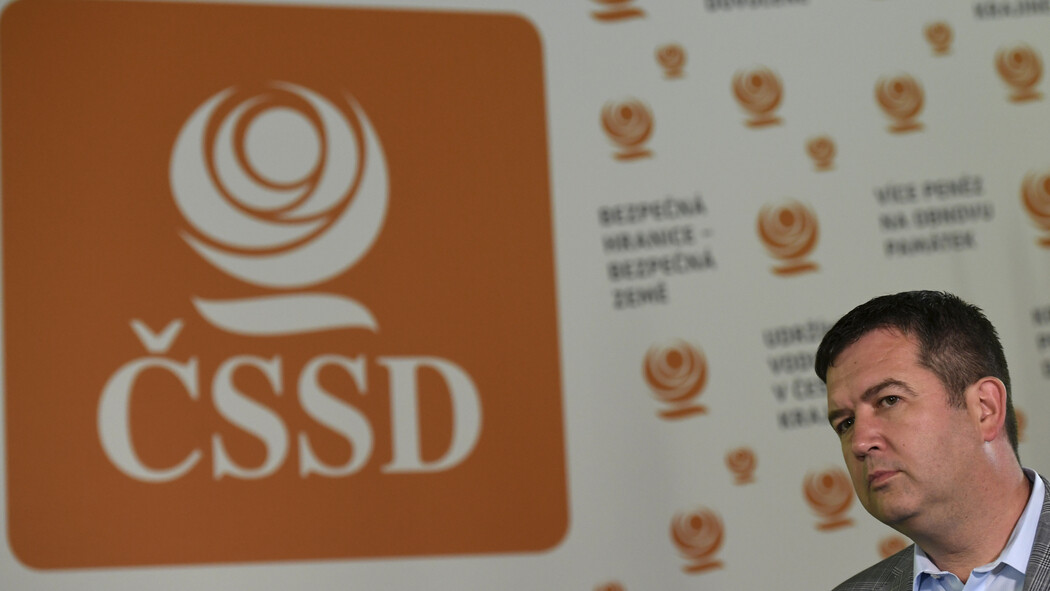 ČSSD
BEZPEČNÁ
HRANICE –
BEZPEČNÁ
ZEMĚ
VÍCE PENĚZ
NA OBNOVU
PAMÁTEK
V